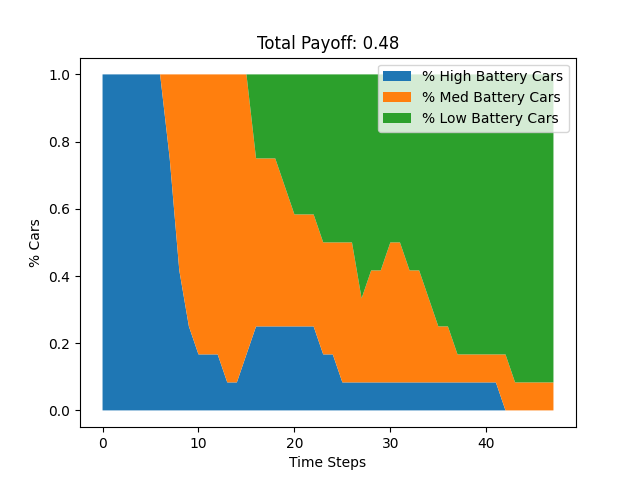 Total Payoff: 0.48
1.0
0.8
0.6
0.4
0.2
0.0
% Cars
% High Battery Cars
% Med Battery Cars
% Low Battery Cars
0 10 20 30 40
Time Steps